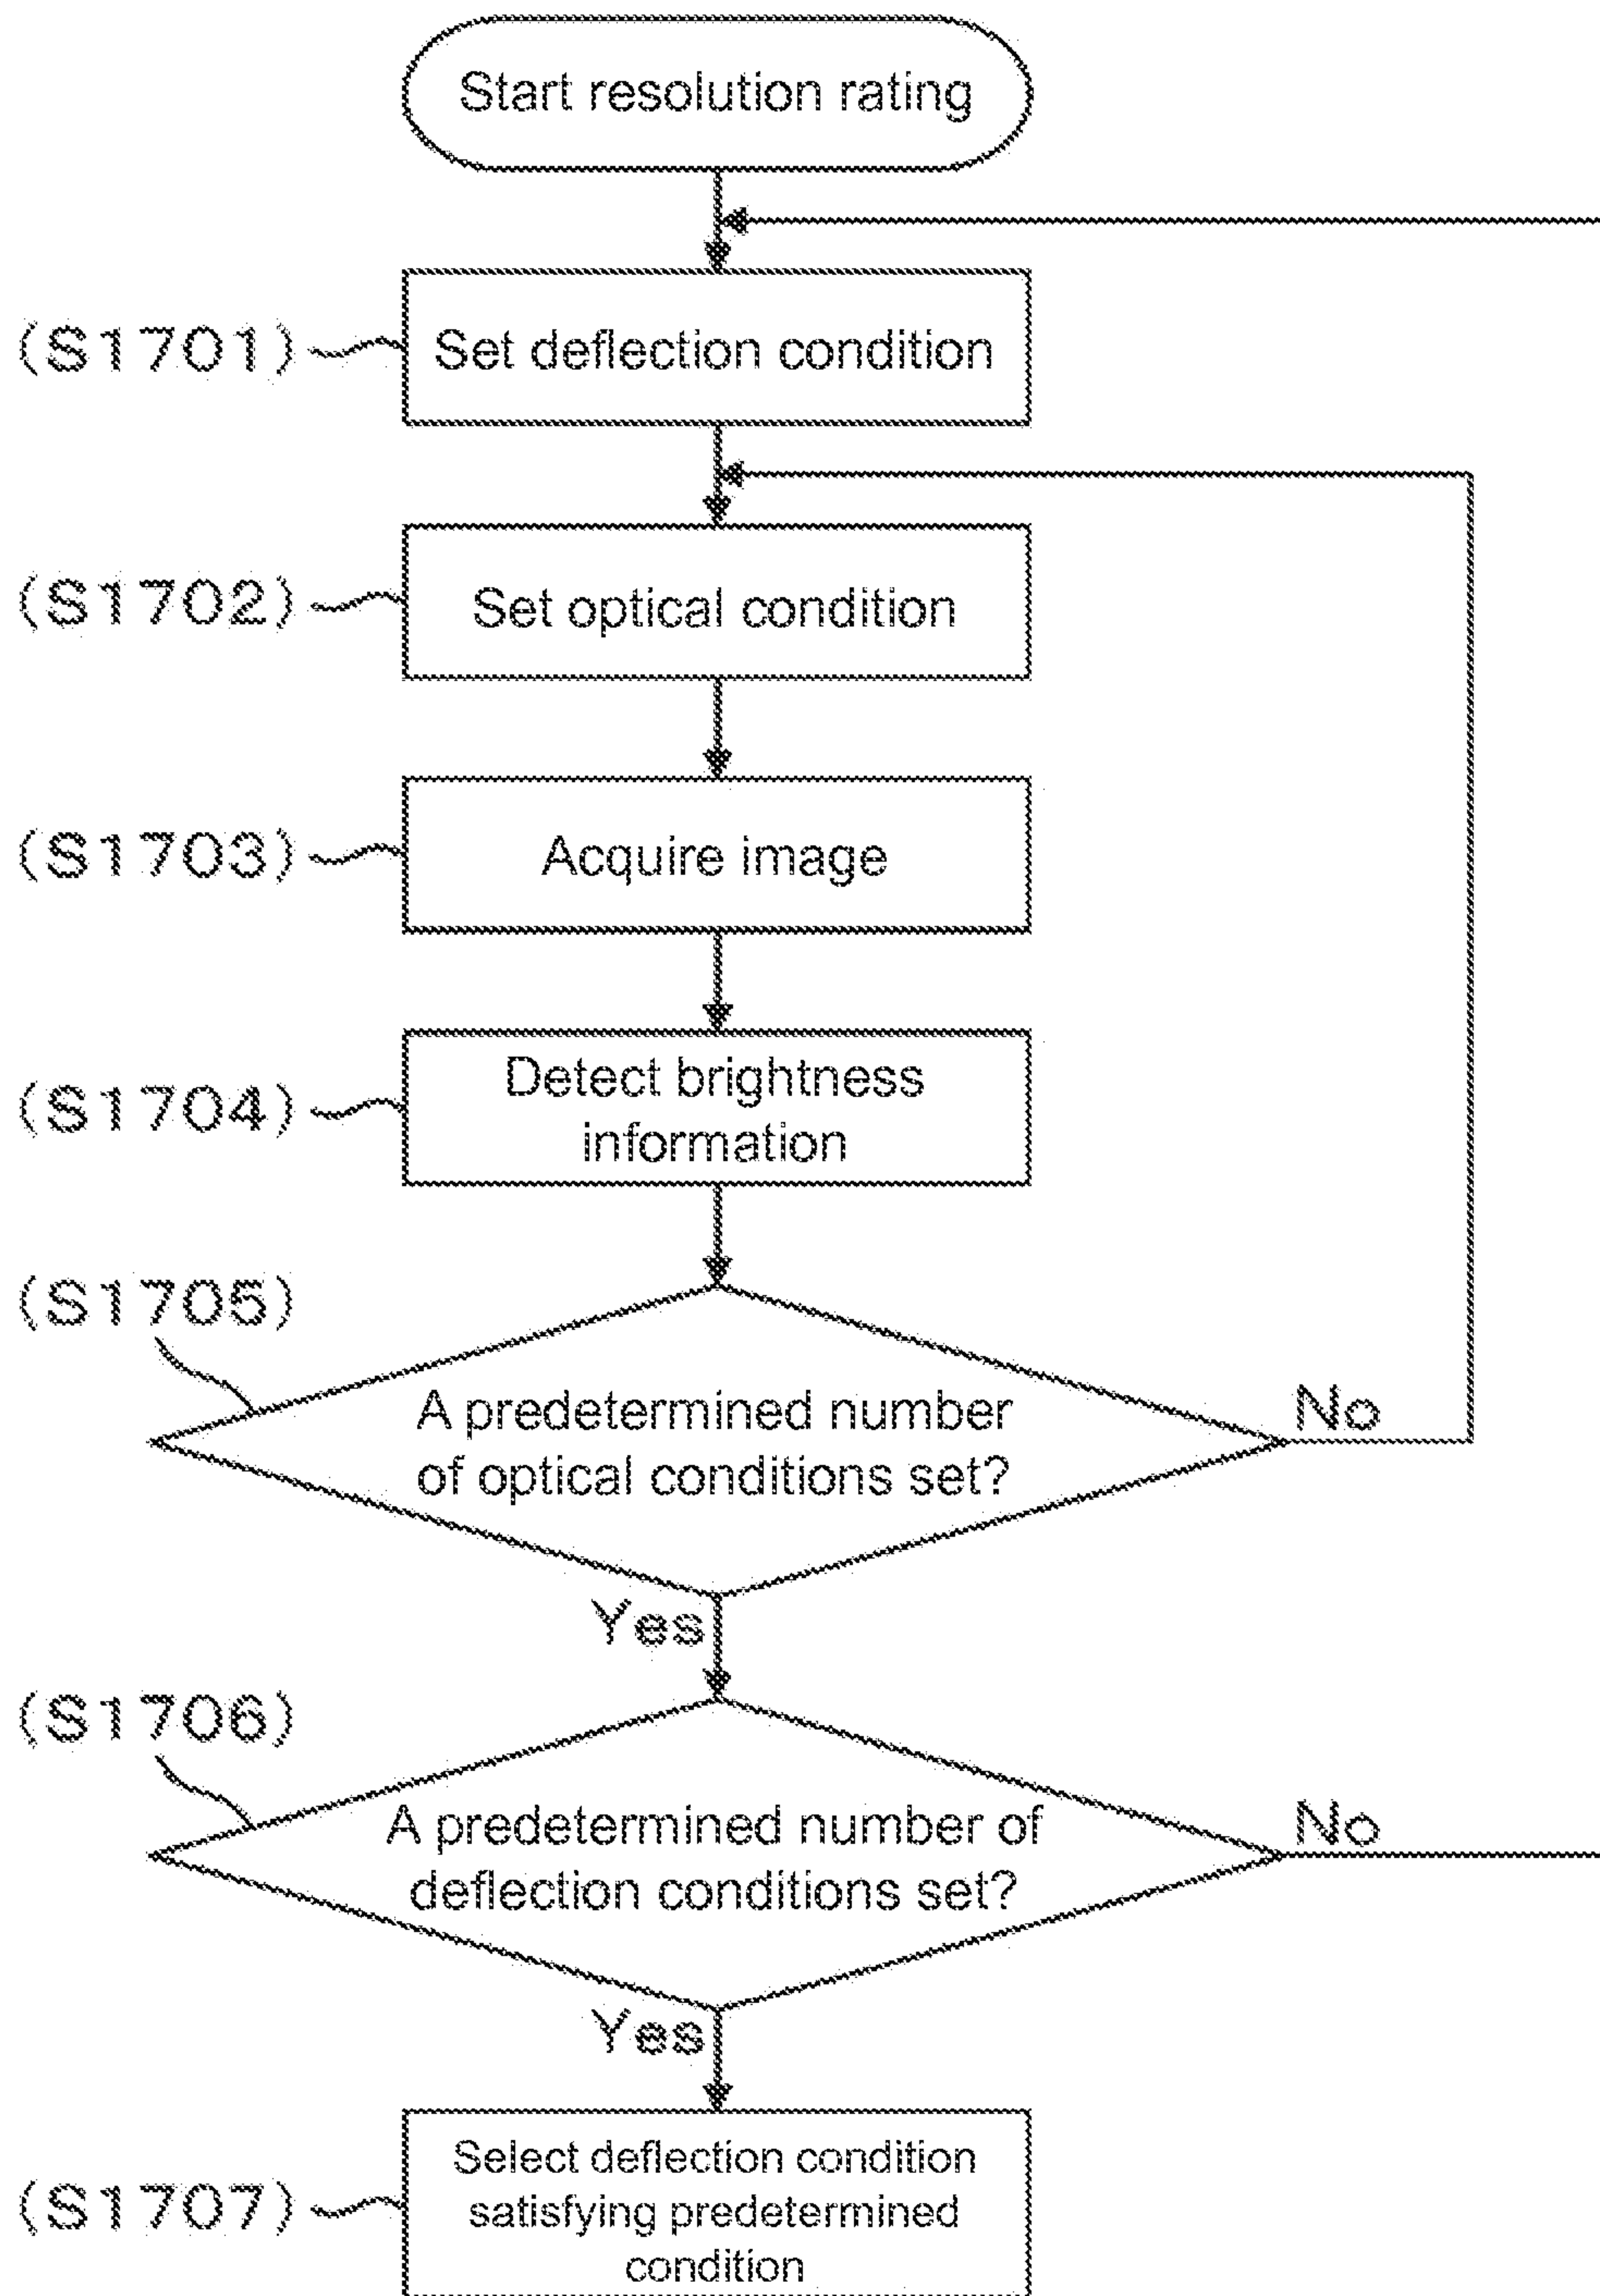 Start resolution rating
(S1701)
Set deflection condition
(S1702)
Set optical condition
(S1703)
Acquire image
(S1704)
Detect brightness
information
(S1705)
A predetermined number
of optical conditions set?
No
Yes
(S1706)
A predetermined number of
deflection conditions set?
No
Yes
(S1707)
Select deflection condition
satisfying predetermined
condition